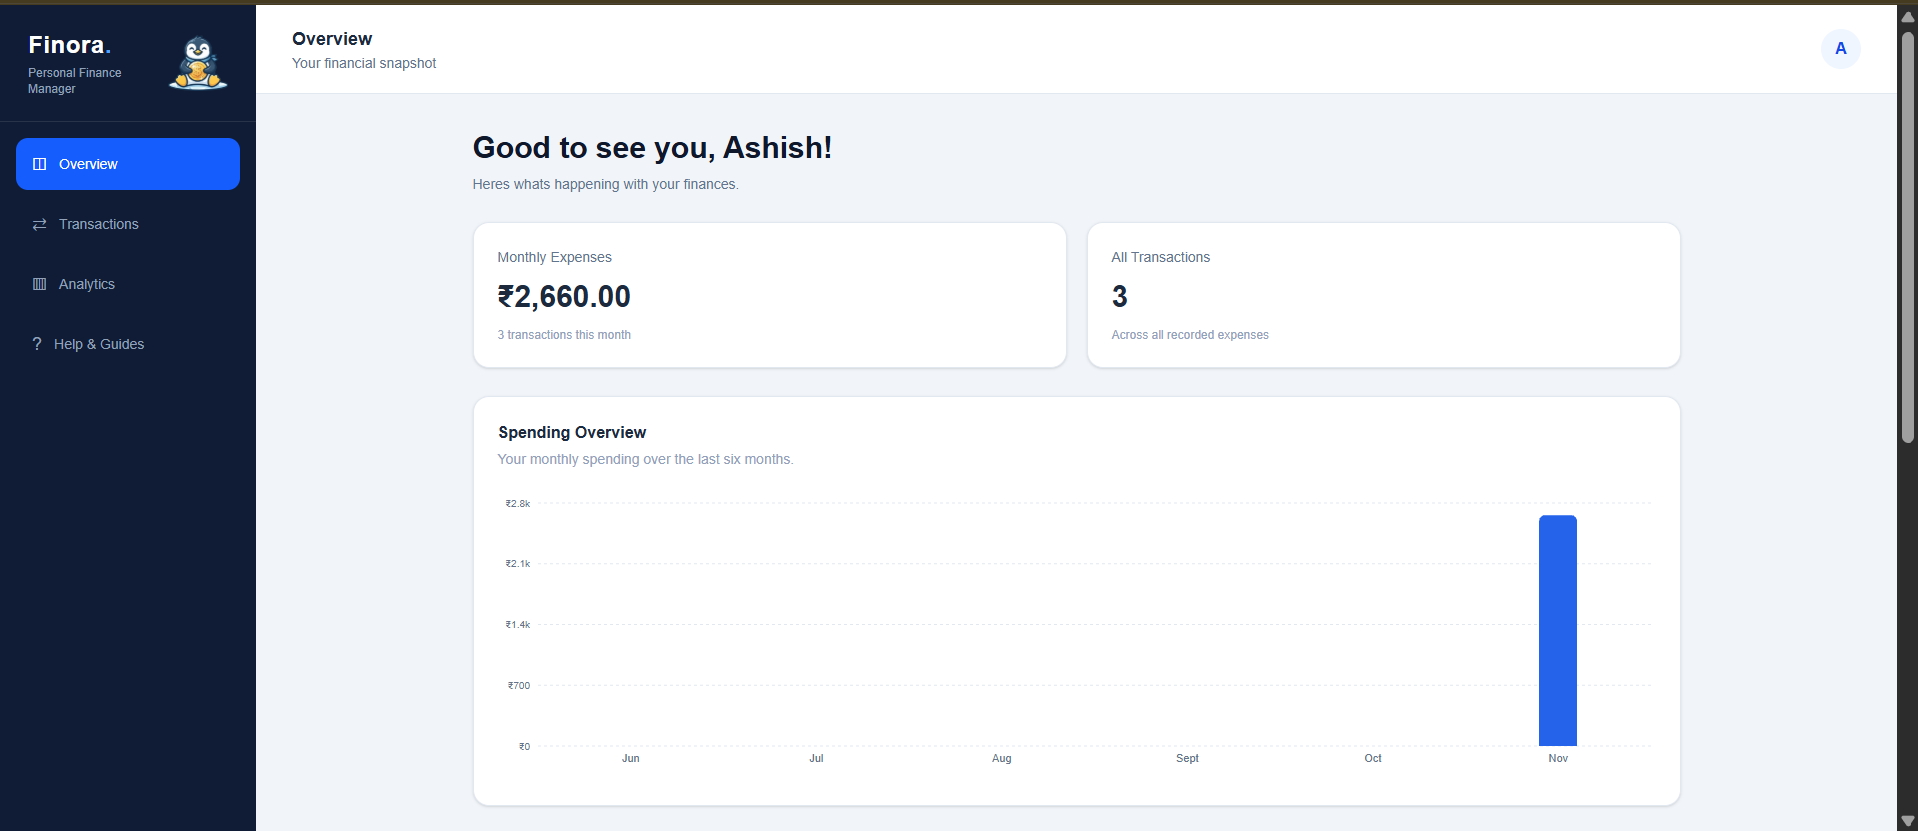 Finora.
Personal Finance
Manager
Overview
Transactions
Analytics
? Help & Guides
Overview
Your financial snapshot
A
Good to see you, Ashish!
Heres whats happening with your finances.
Monthly Expenses
₹2,660.00
3 transactions this month
All Transactions
3
Across all recorded expenses
Spending Overview
Your monthly spending over the last six months.
₹2.8k
₹2.1k
₹1.4k
₹700
₹0
Jun Jul Aug Sept Oct Nov